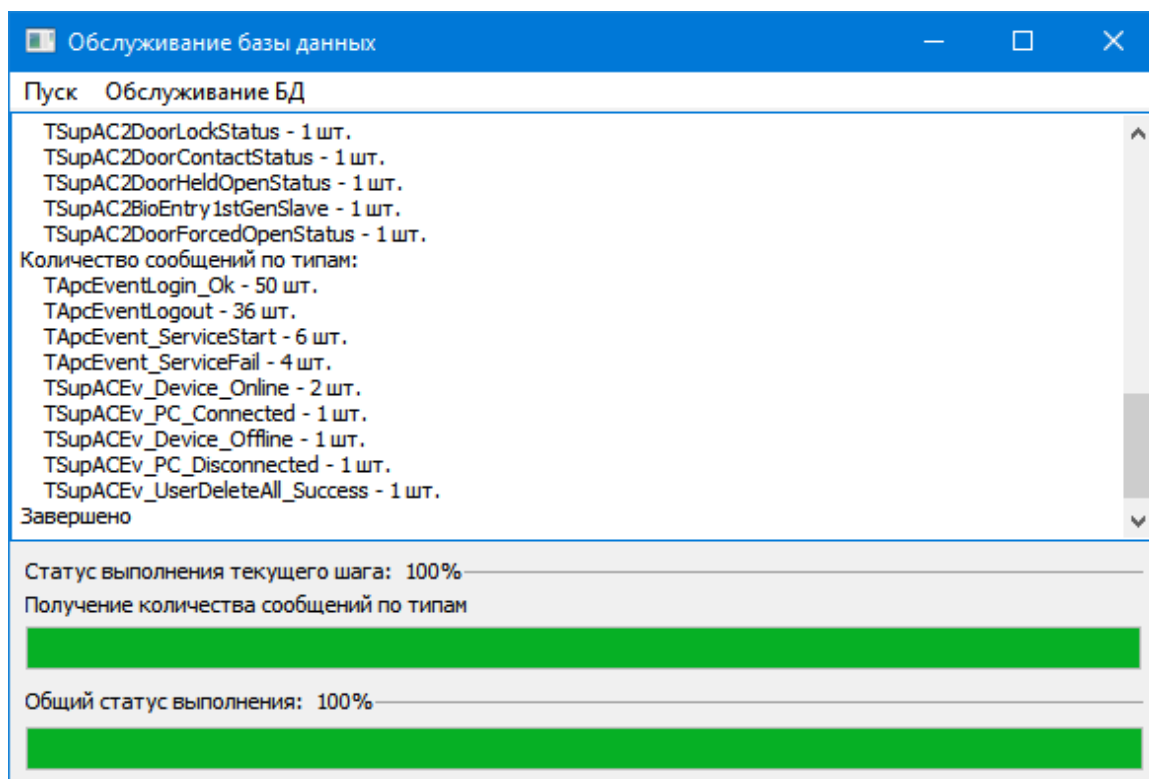 Обслуживание базы данных
Пуск Обслуживание БД
TSupAC2DoorLockStatus - 1 шт.
TSupAC2DoorContactStatus - 1 шт.
TSupAC2DoorHeldOpenStatus - 1 шт.
TSupAC2BioEntry1stGenSlave - 1 шт.
TSupAC2DoorForcedOpenStatus - 1 шт.
Количество сообщений по типам:
TApcEventLogin_Ok - 50 шт.
TApcEventLogout - 36 шт.
TApcEvent_ServiceStart - 6 шт.
TApcEvent_ServiceFail - 4 шт.
TSupACEv_Device_Online - 2 шт.
TSupACEv_PC_Connected - 1 шт.
TSupACEv_Device_Offline - 1 шт.
TSupACEv_PC_Disconnected - 1 шт.
TSupACEv_UserDeleteAll_Success - 1 шт.
Завершено
Статус выполнения текущего шага: 100%
Получение количества сообщений по типам
Общий статус выполнения: 100%